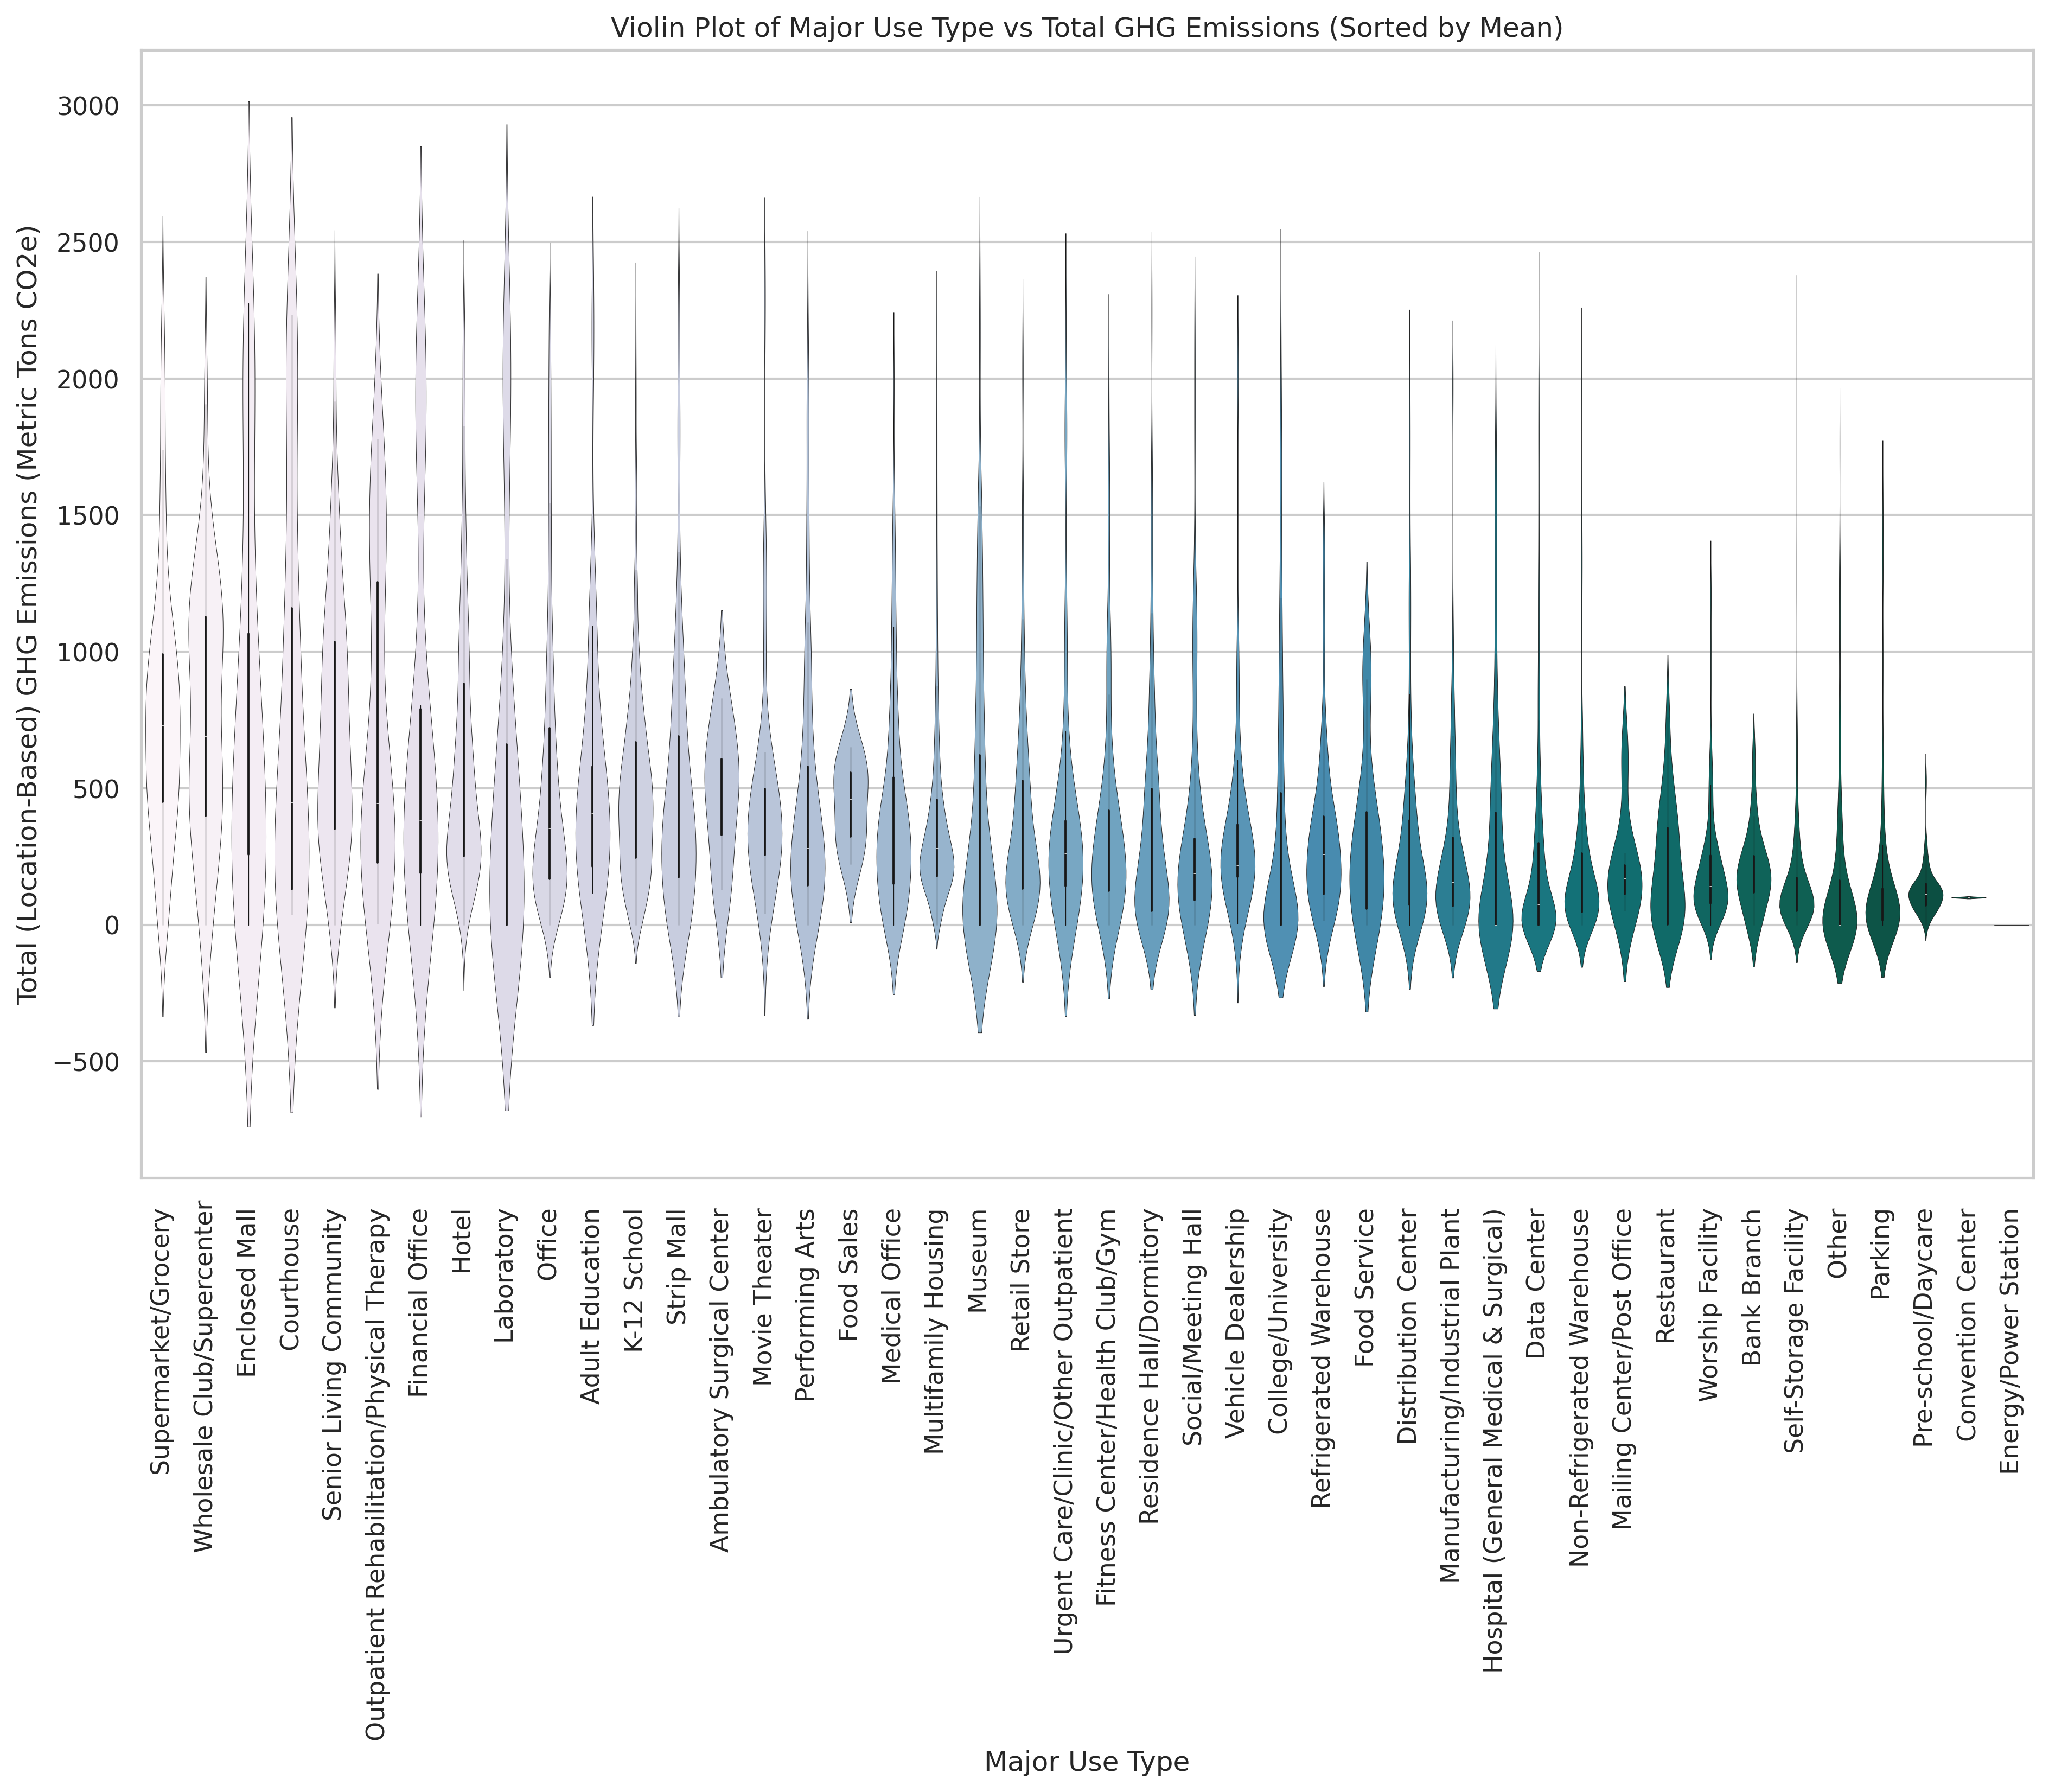 Violin Plot of Major Use Type vs Total GHG Emissions (Sorted by Mean)
Total (Location-Based) GHG Emissions (Metric Tons CO2e)
3000
2500
2000
1500
1000
500
0
−500
Supermarket/Grocery
Wholesale Club/Supercenter
Enclosed Mall
Courthouse
Senior Living Community
Outpatient Rehabilitation/Physical Therapy
Financial Office
Hotel
Laboratory
Office
Adult Education
K-12 School
Strip Mall
Ambulatory Surgical Center
Movie Theater
Performing Arts
Food Sales
Medical Office
Multifamily Housing
Museum
Retail Store
Urgent Care/Clinic/Other Outpatient
Fitness Center/Health Club/Gym
Residence Hall/Dormitory
Social/Meeting Hall
Vehicle Dealership
College/University
Refrigerated Warehouse
Food Service
Distribution Center
Manufacturing/Industrial Plant
Hospital (General Medical & Surgical)
Data Center
Non-Refrigerated Warehouse
Mailing Center/Post Office
Restaurant
Worship Facility
Bank Branch
Self-Storage Facility
Other
Parking
Pre-school/Daycare
Convention Center
Energy/Power Station
Major Use Type